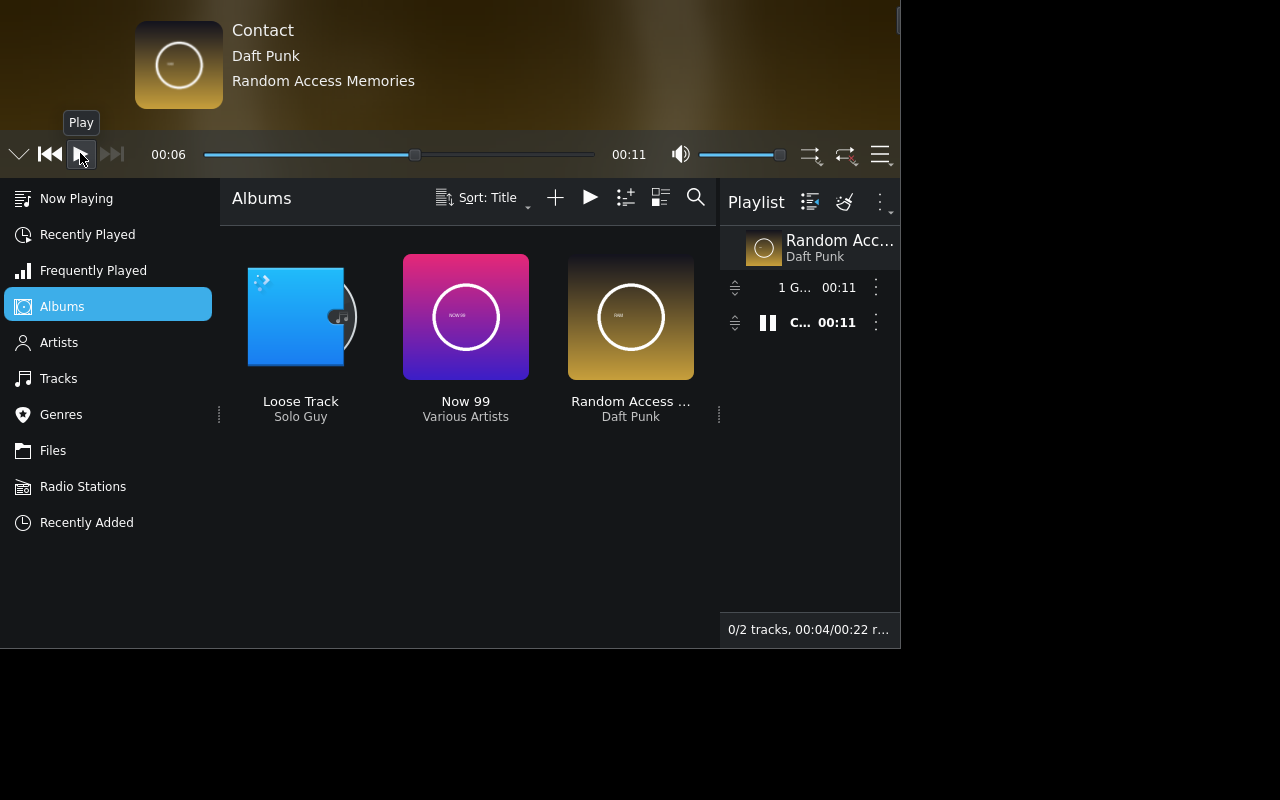 Contact
Daft Punk
Random Access Memories
Play
00:06
00:11
Now Playing
Recently Played
Frequently Played
Albums
Artists
Tracks
Genres
Files
Radio Stations
Recently Added
Albums
Sort: Title
NOW 99
RAM
Loose Track
Solo Guy
Now 99
Various Artists
Random Access ...
Daft Punk
Playlist
Random Acc...
Daft Punk
1 G... 00:11
C... 00:11
0/2 tracks, 00:04/00:22 r...